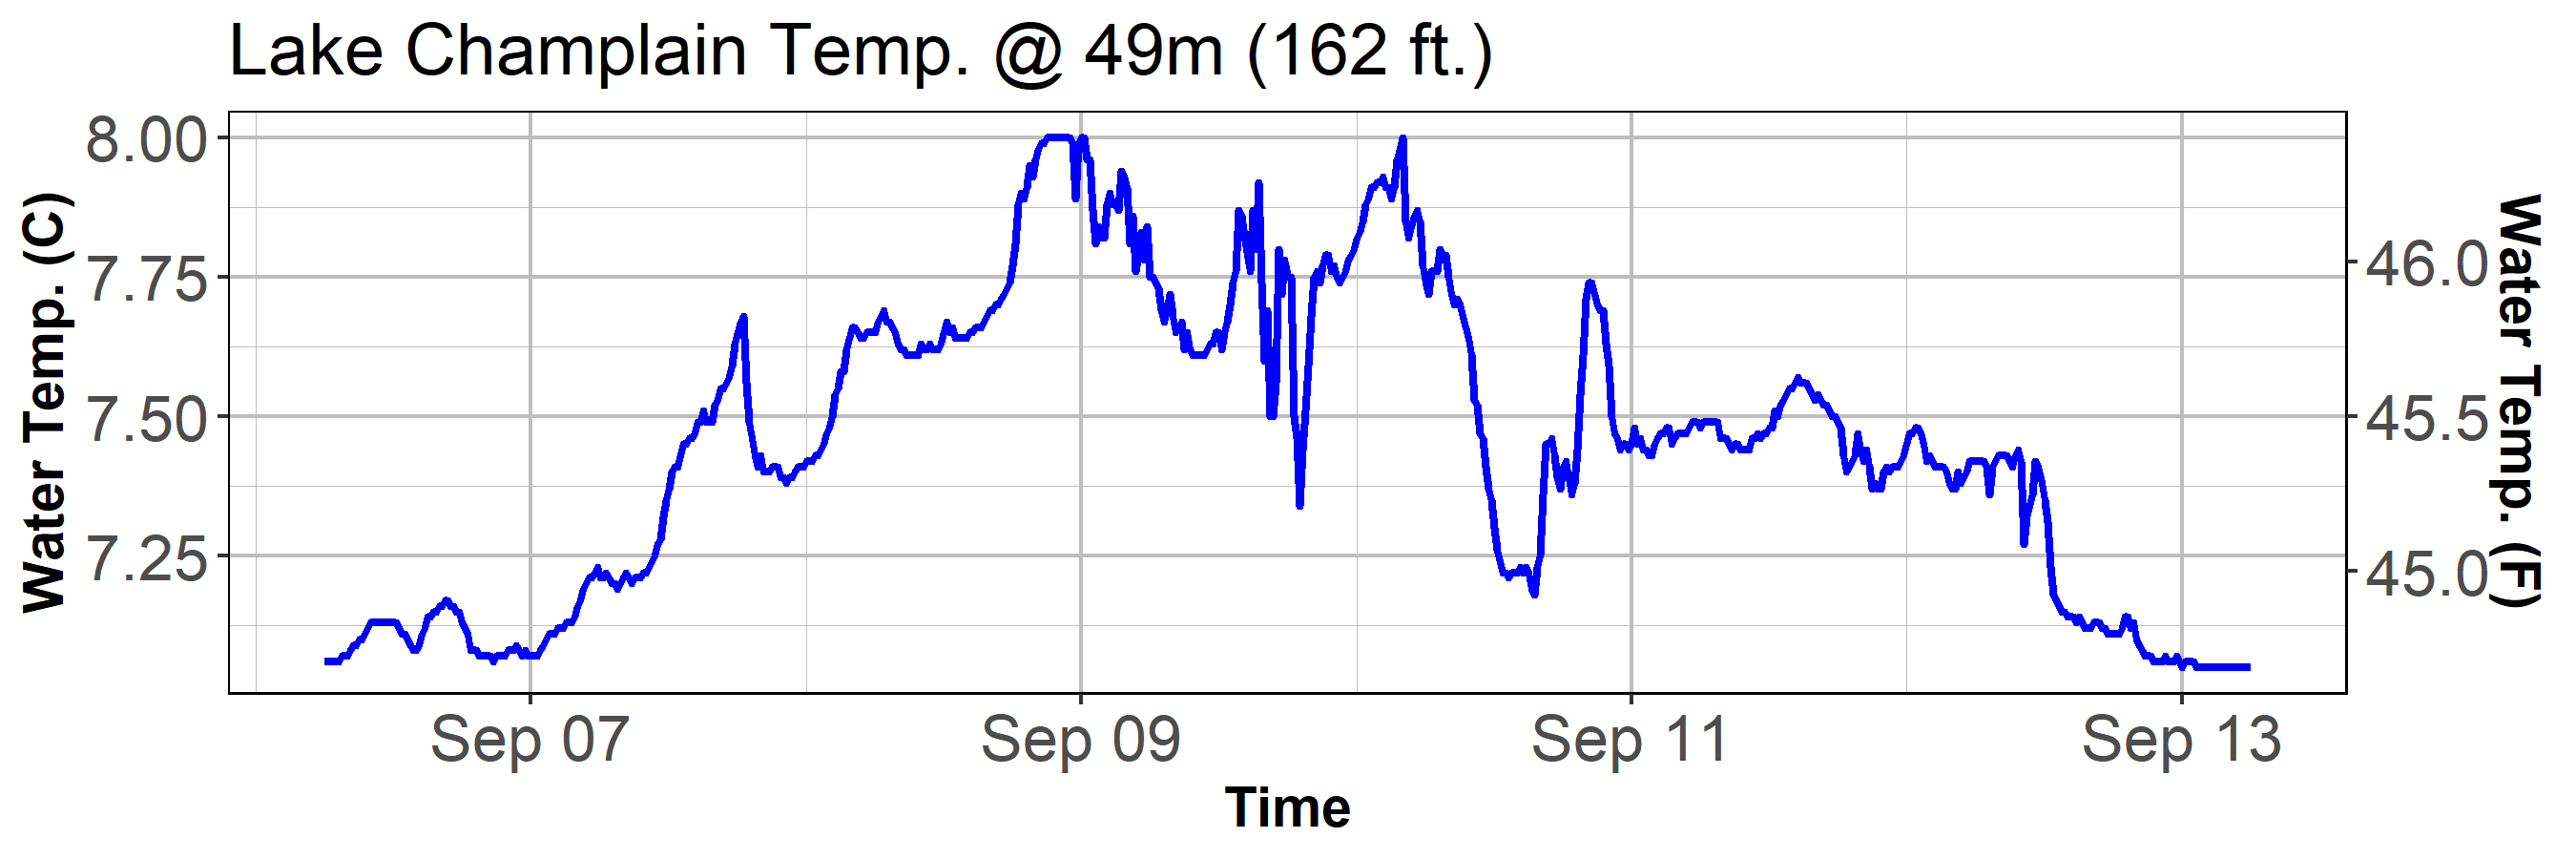 Lake Champlain Temp. @ 49m (162 ft.)
Water Temp. (C)
8.00
7.75
7.50
7.25
46.0
45.5
45.0
Water Temp. (F)
Sep 07 Sep 09 Sep 11 Sep 13
Time